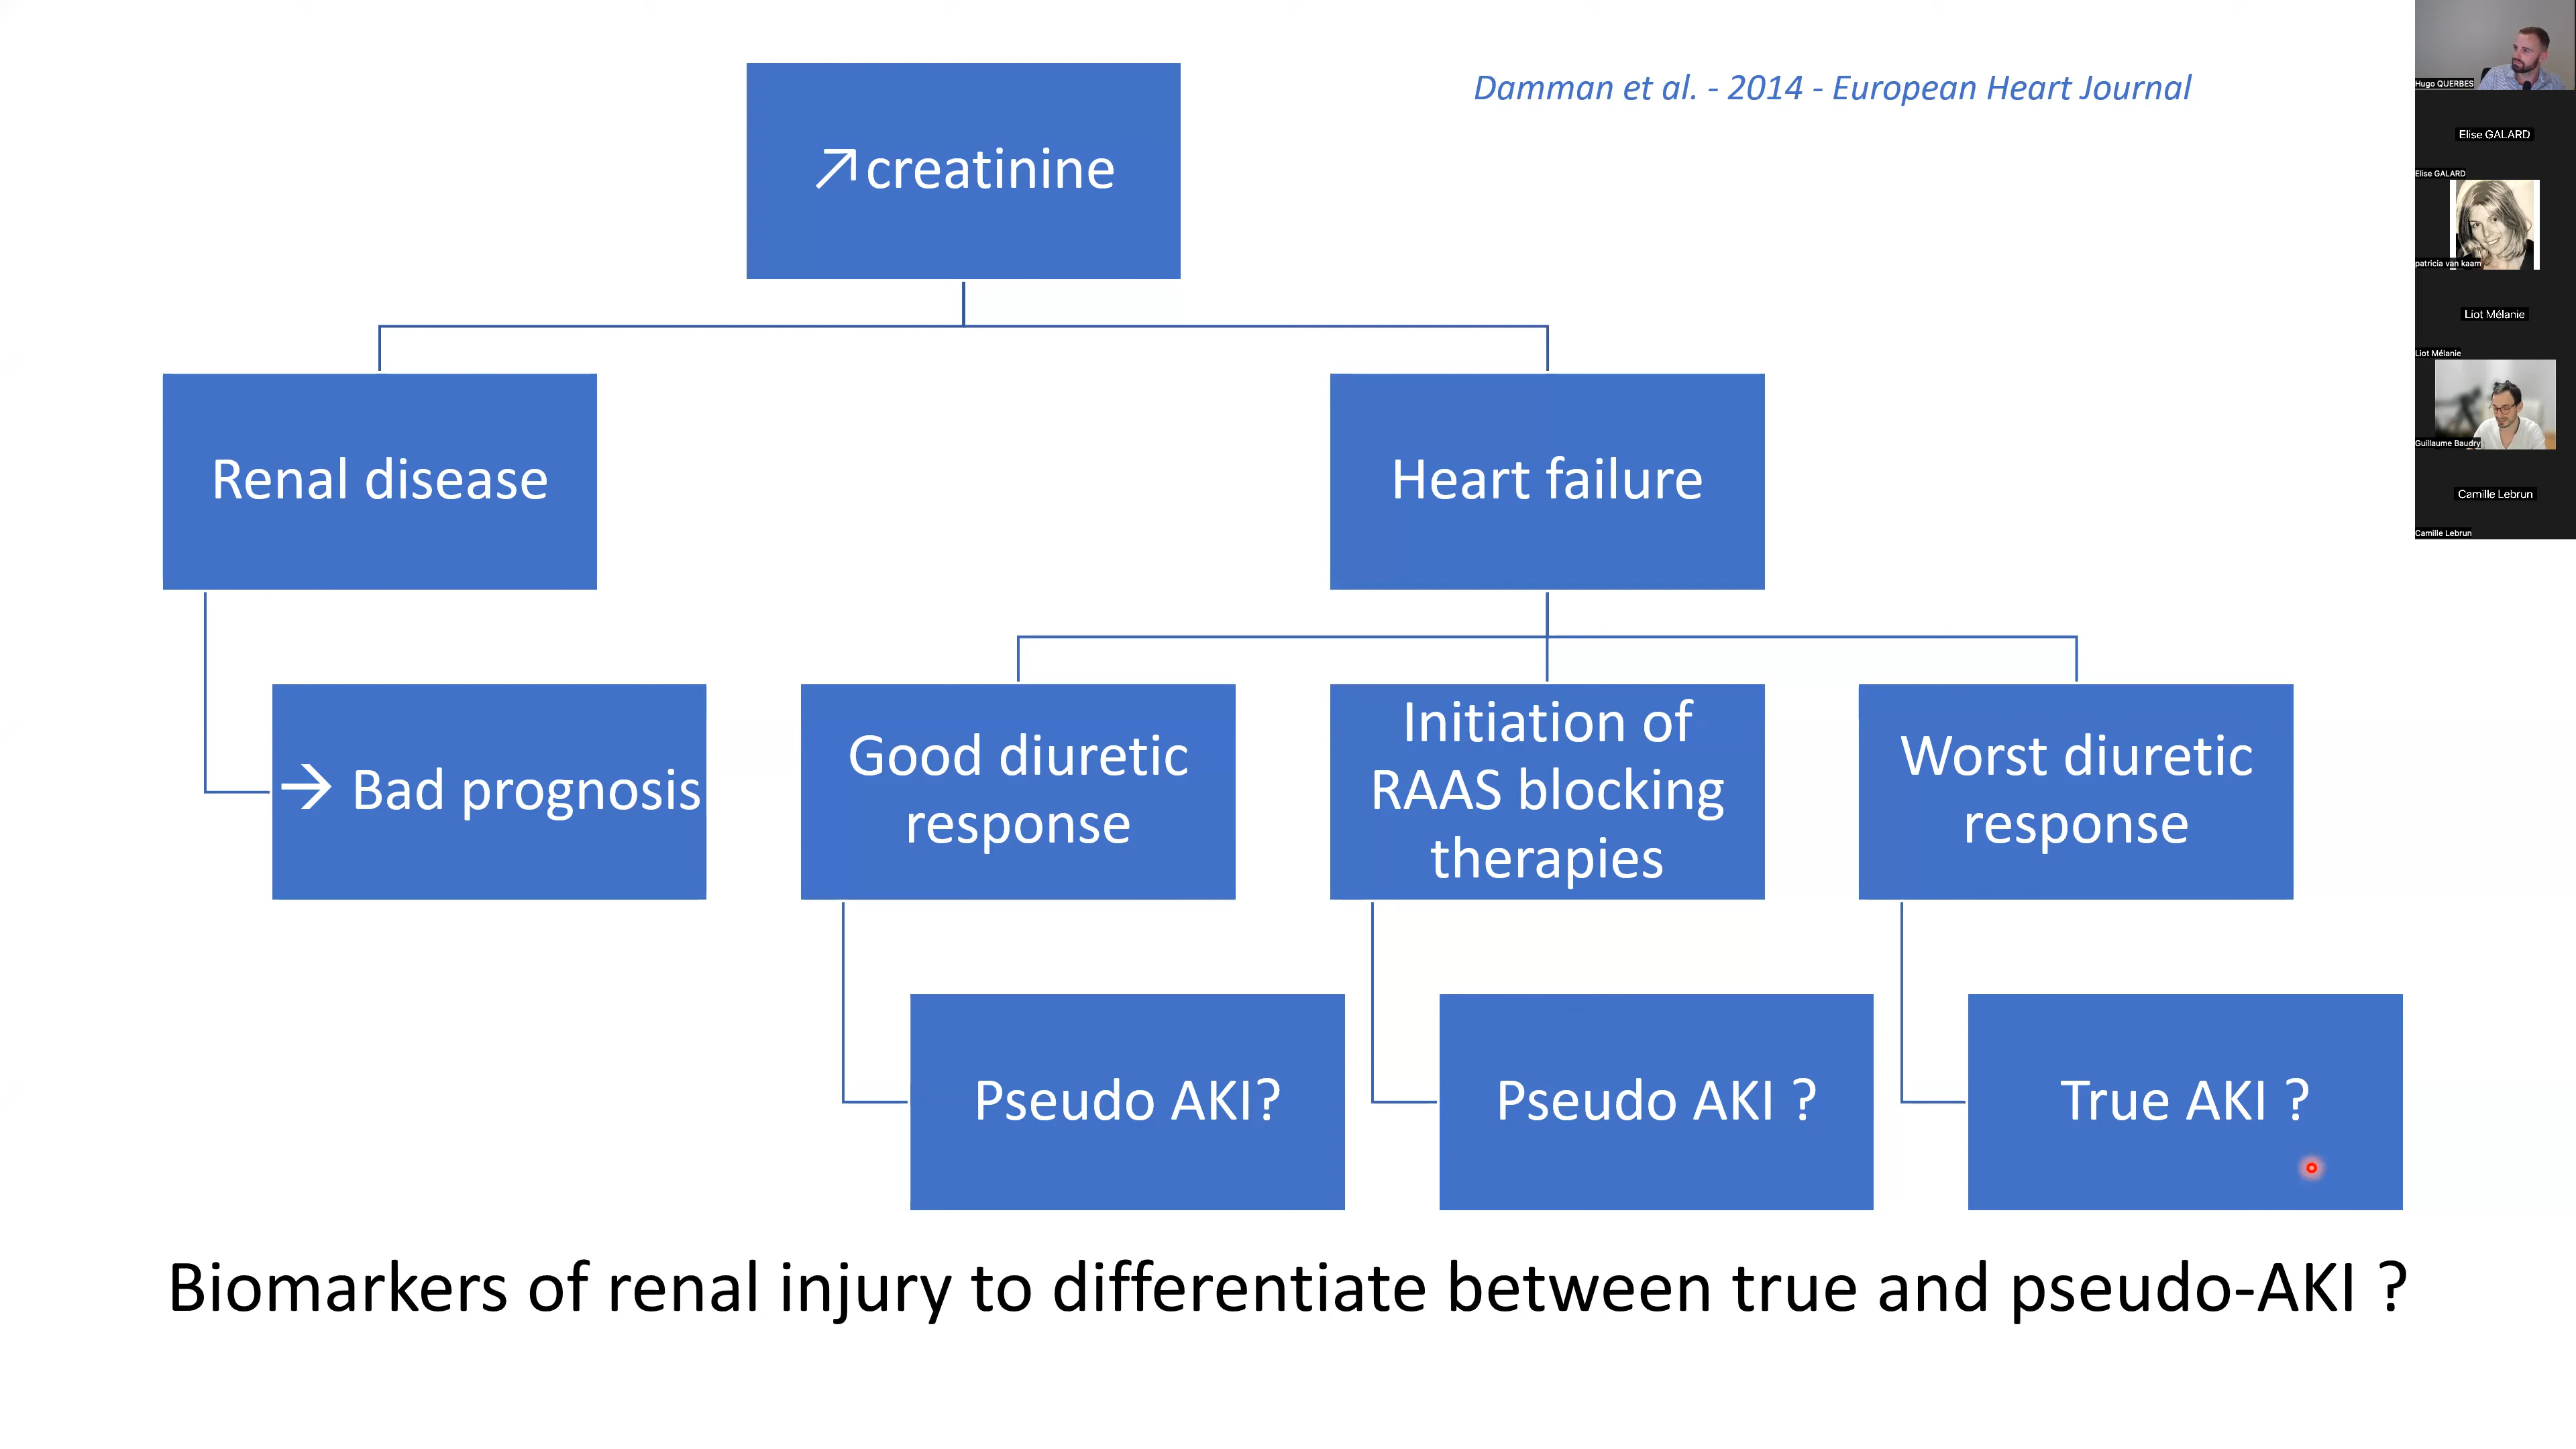 Damman et al. - 2014 - European Heart Journal
↗creatinine
Renal disease
Heart failure
→ Bad prognosis
Good diuretic
response
Initiation of
RAAS blocking
therapies
Worst diuretic
response
Pseudo AKI?
Pseudo AKI ?
True AKI ?
Biomarkers of renal injury to differentiate between true and pseudo-AKI ?
Hugo QUERBES
Elise GALARD
Elise GALARD
patricia van kaam
Liot Mélanie
Liot Mélanie
Guillaume Baudry
Camille Lebrun
Camille Lebrun